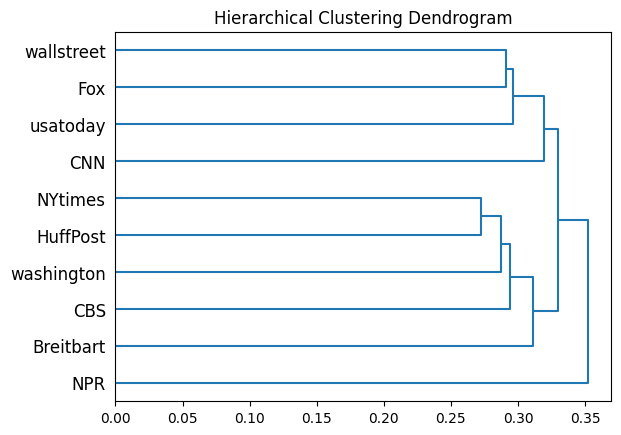 Hierarchical Clustering Dendrogram
wallstreet
Fox
usatoday
CNN
NYtimes
HuffPost
washington
CBS
Breitbart
NPR
0.00 0.05 0.10 0.15 0.20 0.25 0.30 0.35